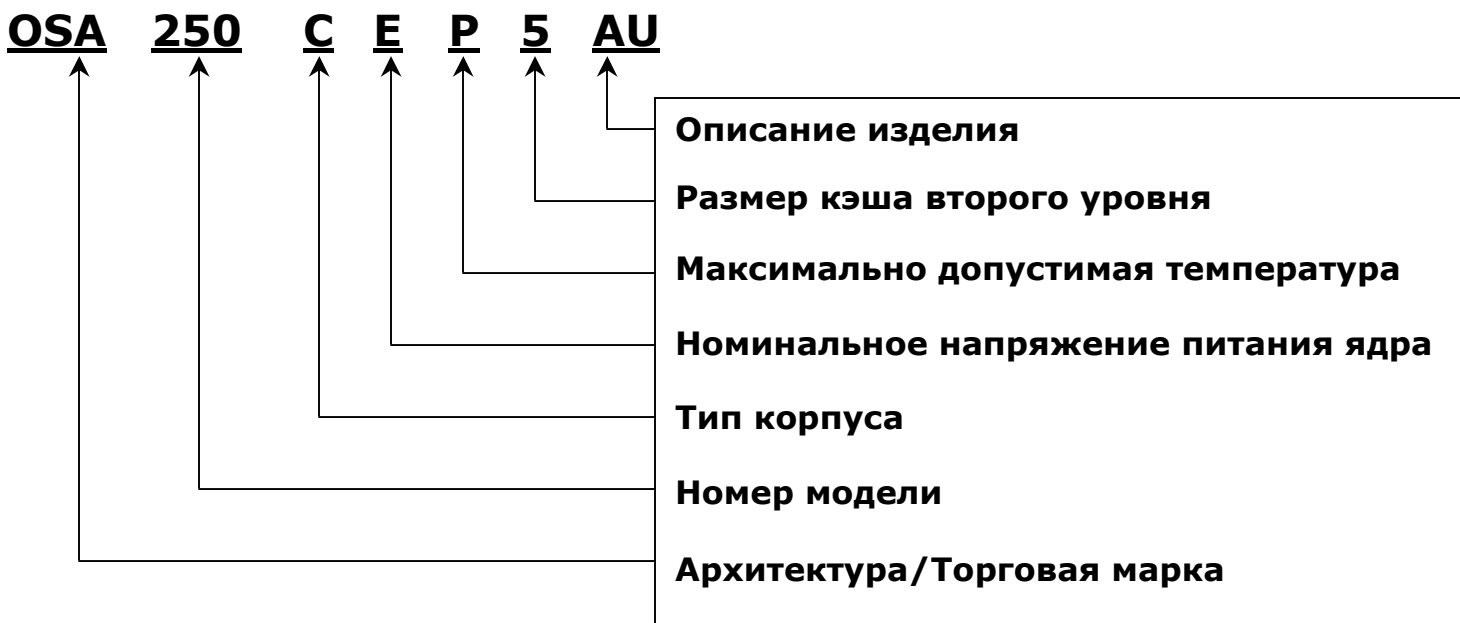 OSA 250 C E P 5 AU
Описание изделия
Размер кэша второго уровня
Максимально допустимая температура
Номинальное напряжение питания ядра
Тип корпуса
Номер модели
Архитектура/Торговая марка